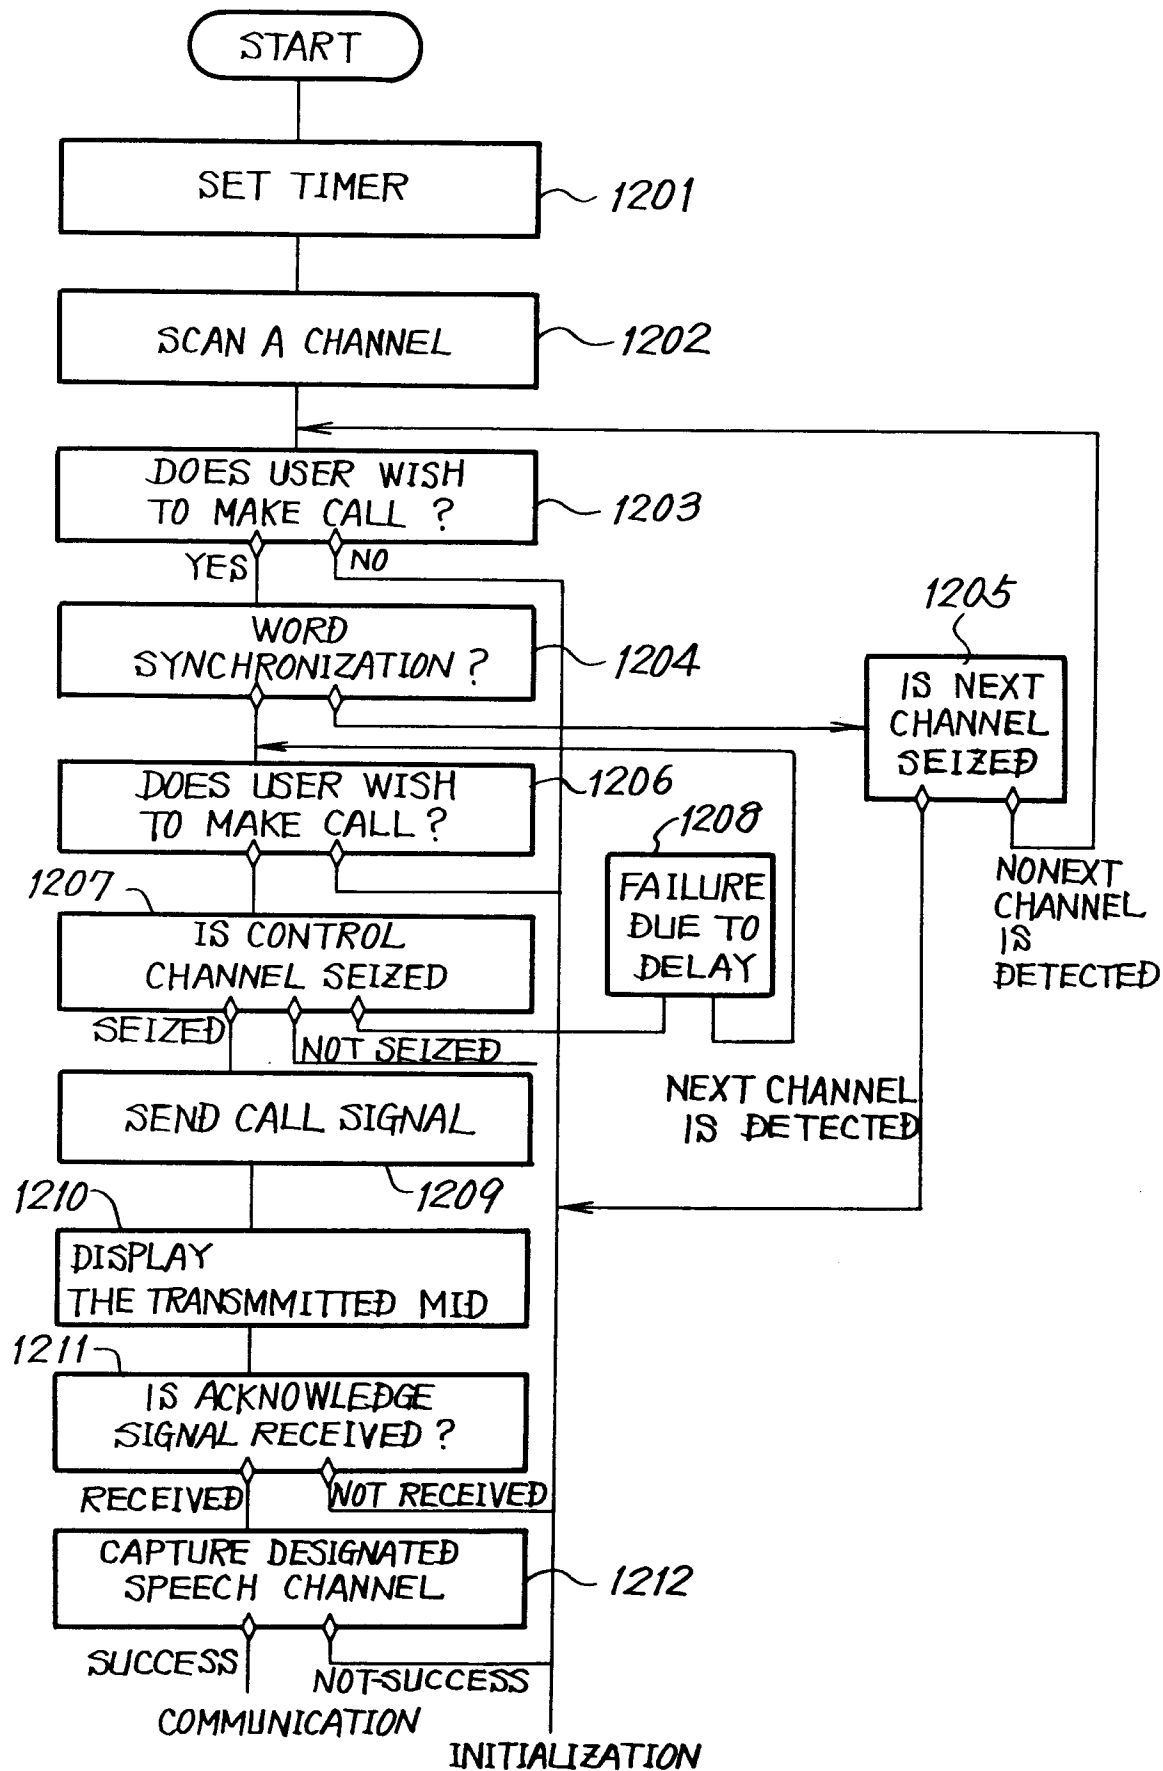 START
SET TIMER
1201
SCAN A CHANNEL
1202
DOES USER WISH
TO MAKE CALL ?
1203
YES
NO
WORD
SYNCHRONIZATION ?
1204
1205
IS NEXT
CHANNEL
SEIZED
DOES USER WISH
TO MAKE CALL ?
1206
1207
IS CONTROL
CHANNEL SEIZED
1208
FAILURE
DUE TO
DELAY
NONEXT
CHANNEL
IS
DETECTED
SEIZED
NOT SEIZED
NEXT CHANNEL
IS DETECTED
SEND CALL SIGNAL
1209
1210
DISPLAY
THE TRANSMMITTED MID
1211
IS ACKNOWLEDGE
SIGNAL RECEIVED ?
RECEIVED
NOT RECEIVED
CAPTURE DESIGNATED
SPEECH CHANNEL
1212
SUCCESS
NOT-SUCCESS
COMMUNICATION
INITIALIZATION